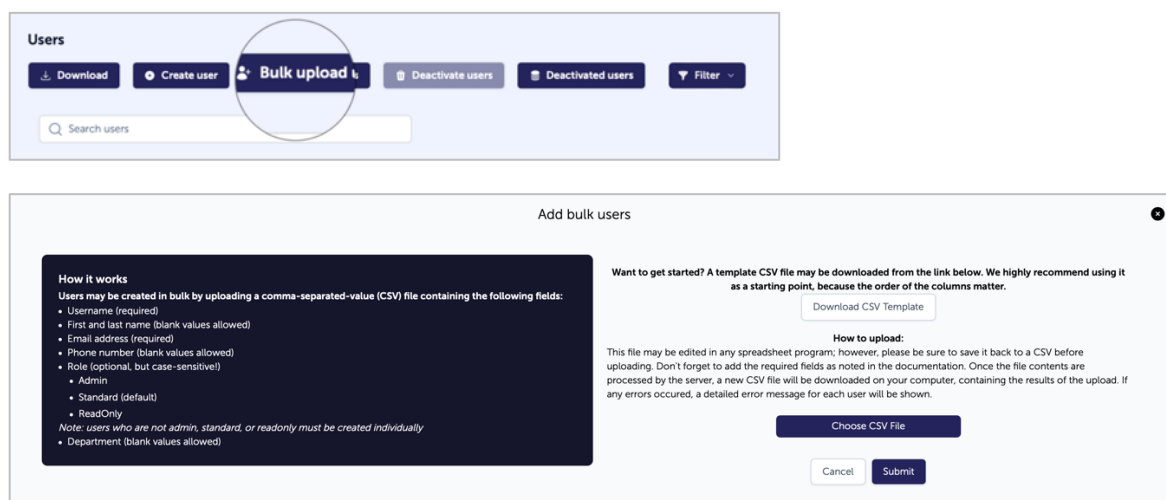 Users
Download
Create user
Bulk upload
Deactivate users
Deactivated users
Filter
Search users
Add bulk users
How it works
Users may be created in bulk by uploading a comma-separated-value (CSV) file containing the following fields:
• Username (required)
• First and last name (blank values allowed)
• Email address (required)
• Phone number (blank values allowed)
• Role (optional, but case-sensitive!)
• Admin
• Standard (default)
• ReadOnly
Note: users who are not admin, standard, or readonly must be created individually
• Department (blank values allowed)
Want to get started? A template CSV file may be downloaded from the link below. We highly recommend using it
as a starting point, because the order of the columns matter.
Download CSV Template
How to upload:
This file may be edited in any spreadsheet program; however, please be sure to save it back to a CSV before
uploading. Don't forget to add the required fields as noted in the documentation. Once the file contents are
processed by the server, a new CSV file will be downloaded on your computer, containing the results of the upload. If
any errors occured, a detailed error message for each user will be shown.
Choose CSV File
Cancel
Submit